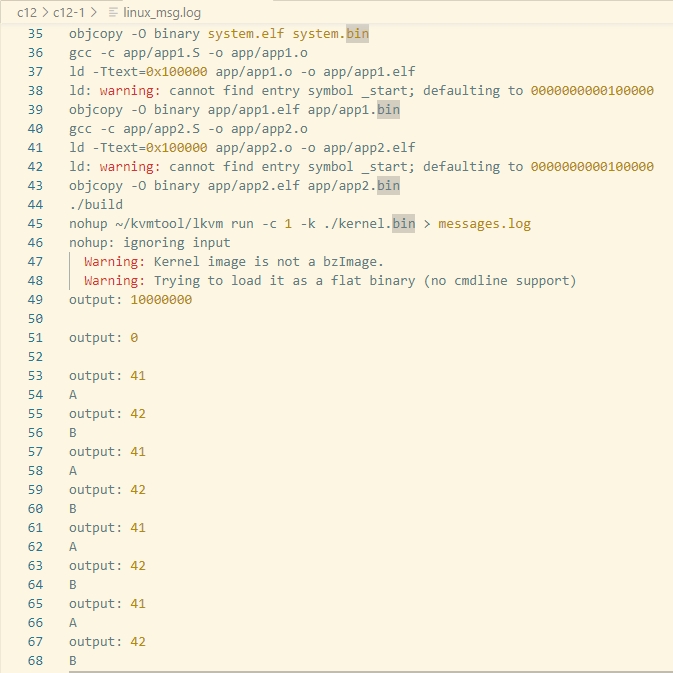 c12 > c12-1 > linux_msg.log
35 objcopy -O binary system.elf system.bin
36 gcc -c app/app1.S -o app/app1.o
37 ld -Ttext=0x100000 app/app1.o -o app/app1.elf
38 ld: warning: cannot find entry symbol _start; defaulting to 0000000000100000
39 objcopy -O binary app/app1.elf app/app1.bin
40 gcc -c app/app2.S -o app/app2.o
41 ld -Ttext=0x100000 app/app2.o -o app/app2.elf
42 ld: warning: cannot find entry symbol _start; defaulting to 0000000000100000
43 objcopy -O binary app/app2.elf app/app2.bin
44 ./build
45 nohup ~/kvmtool/lkvm run -c 1 -k ./kernel.bin > messages.log
46 nohup: ignoring input
47   Warning: Kernel image is not a bzImage.
48   Warning: Trying to load it as a flat binary (no cmdline support)
49 output: 10000000
50
51 output: 0
52
53 output: 41
54 A
55 output: 42
56 B
57 output: 41
58 A
59 output: 42
60 B
61 output: 41
62 A
63 output: 42
64 B
65 output: 41
66 A
67 output: 42
68 B